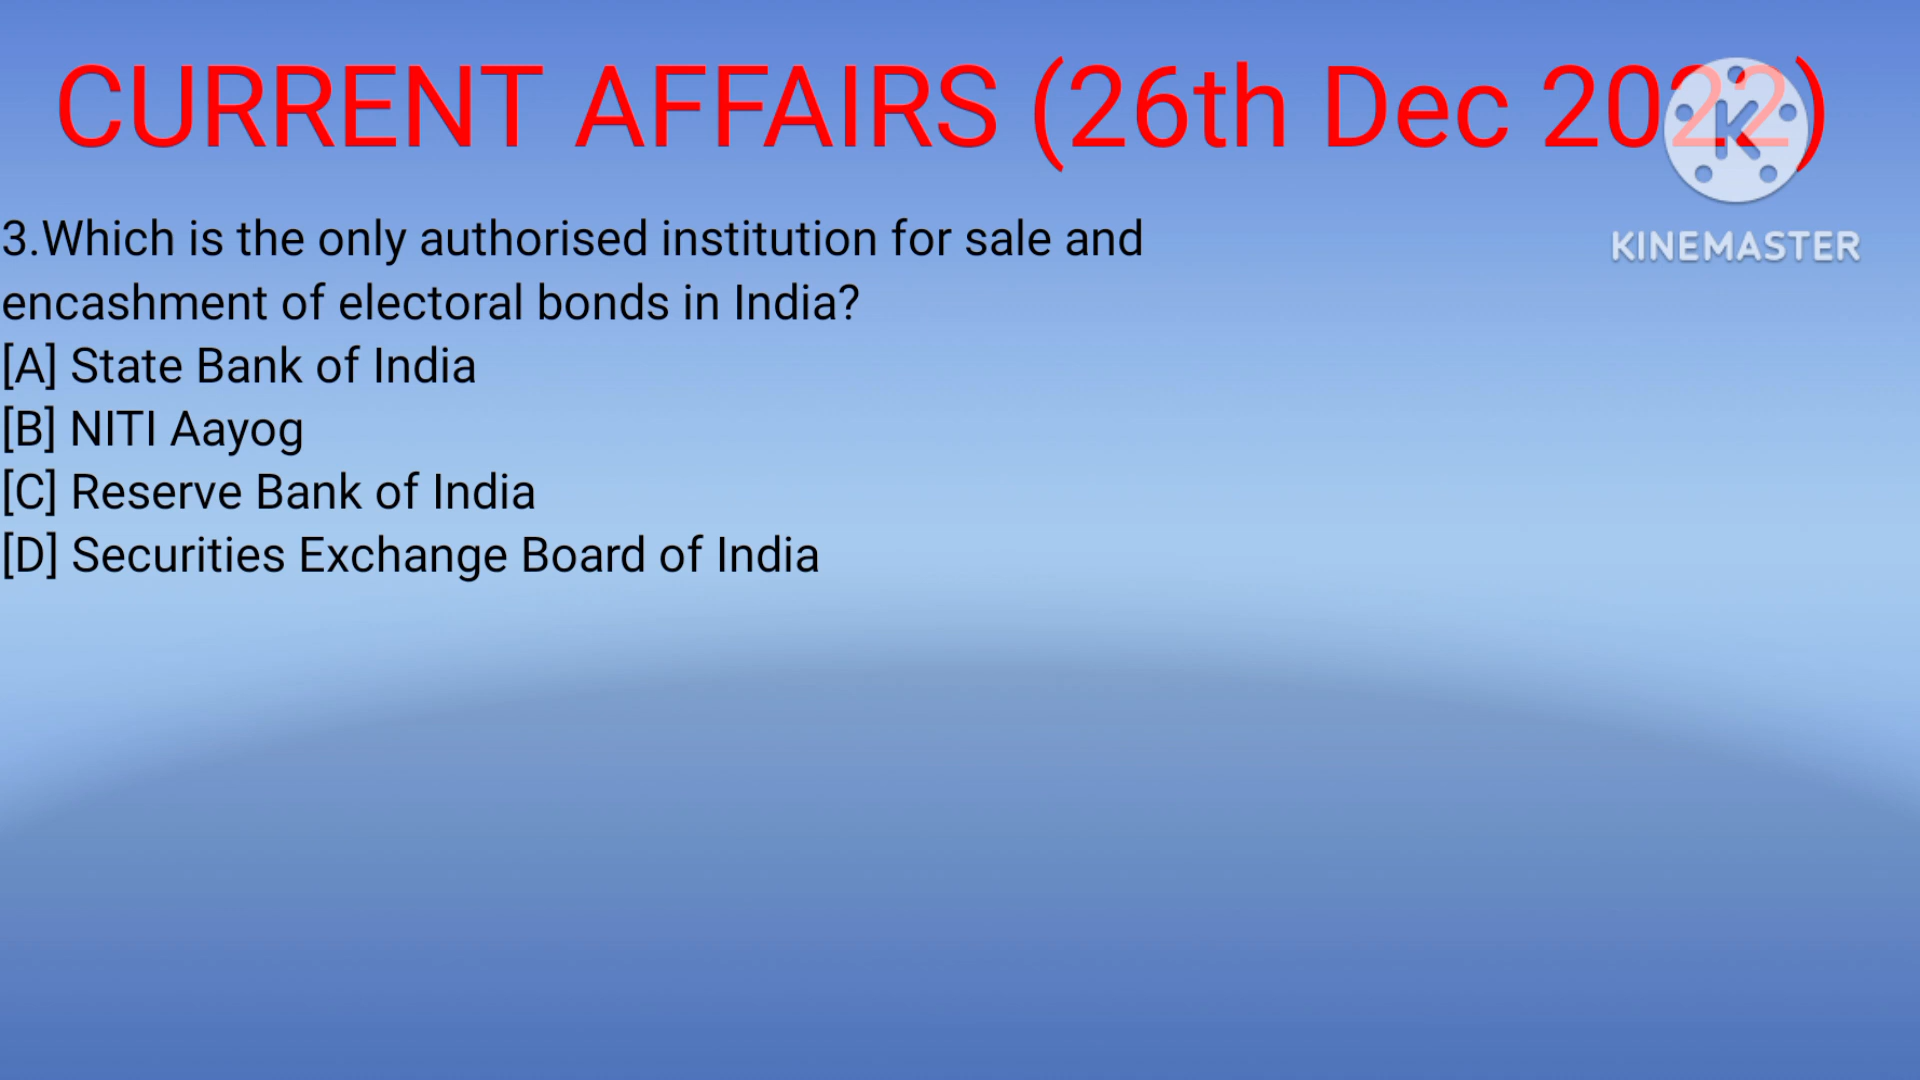 CURRENT AFFAIRS (26th Dec 2022)
3.Which is the only authorised institution for sale and
encashment of electoral bonds in India?
[A] State Bank of India
[B] NITI Aayog
[C] Reserve Bank of India
[D] Securities Exchange Board of India
K
KINEMASTER